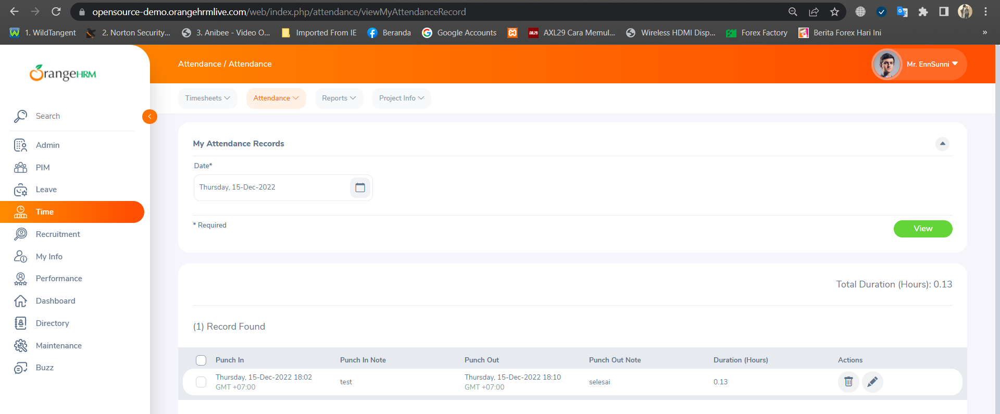 opensource-demo.orangehrmlive.com/web/index.php/attendance/viewMyAttendanceRecord
1. WildTangent 2. Norton Security... 3. Anibee - Video O... Imported From IE Beranda Google Accounts AXL29 Cara Memul... Wireless HDMI Disp... Forex Factory Berita Forex Hari Ini »
OrangeHRM
Attendance / Attendance
Mr. EnnSunni
Timesheets Attendance Reports Project Info
Search
Admin
PIM
Leave
Time
Recruitment
My Info
Performance
Dashboard
Directory
Maintenance
Buzz
My Attendance Records
Date*
Thursday, 15-Dec-2022
* Required
View
Total Duration (Hours): 0.13
(1) Record Found
Punch In Punch In Note Punch Out Punch Out Note Duration (Hours) Actions
Thursday, 15-Dec-2022 18:02 GMT +07:00 test Thursday, 15-Dec-2022 18:10 GMT +07:00 selesai 0.13